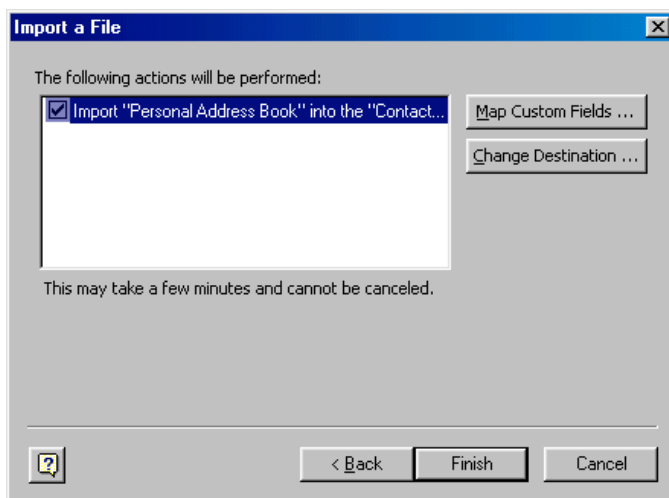 Import a File
The following actions will be performed:
Import "Personal Address Book" into the "Contact...
Map Custom Fields ...
Change Destination ...
This may take a few minutes and cannot be canceled.
?
< Back
Finish
Cancel